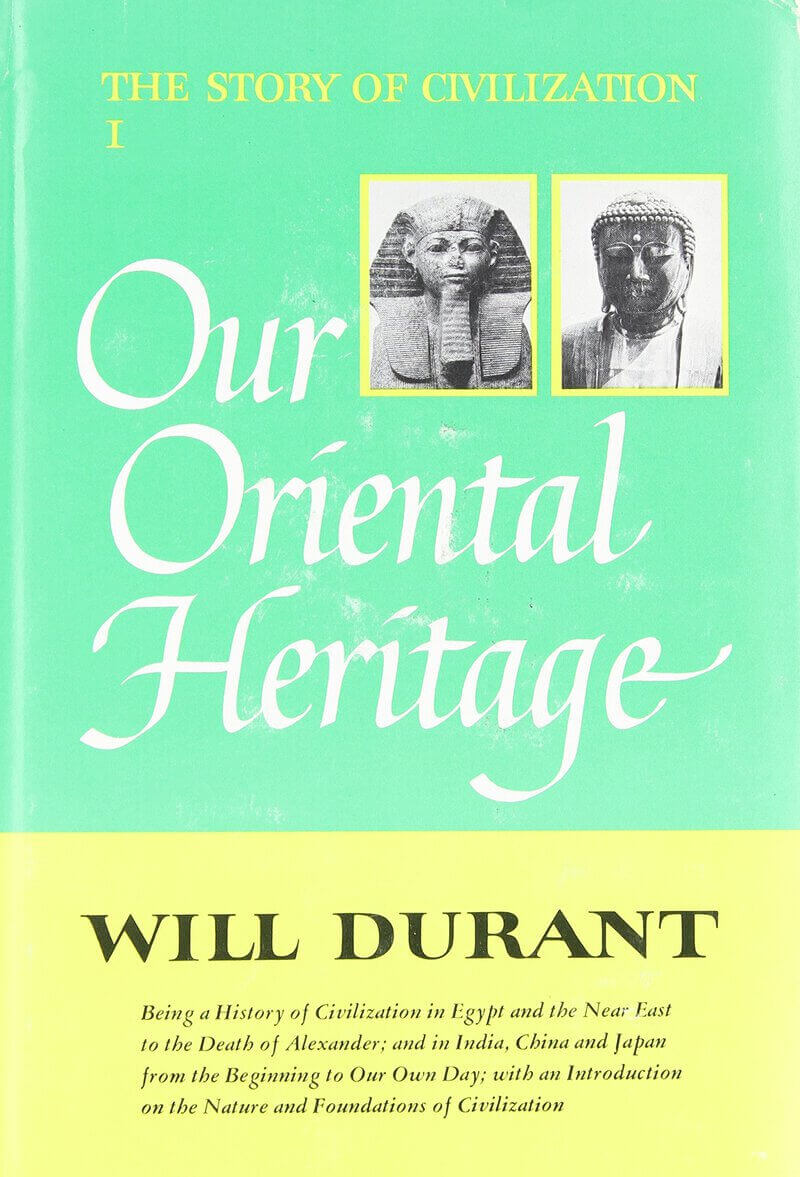 THE STORY OF CIVILIZATION
I
Our
Oriental
Heritage
WILL DURANT
Being a History of Civilization in Egypt and the Near East
to the Death of Alexander; and in India, China and Japan
from the Beginning to Our Own Day; with an Introduction
on the Nature and Foundations of Civilization